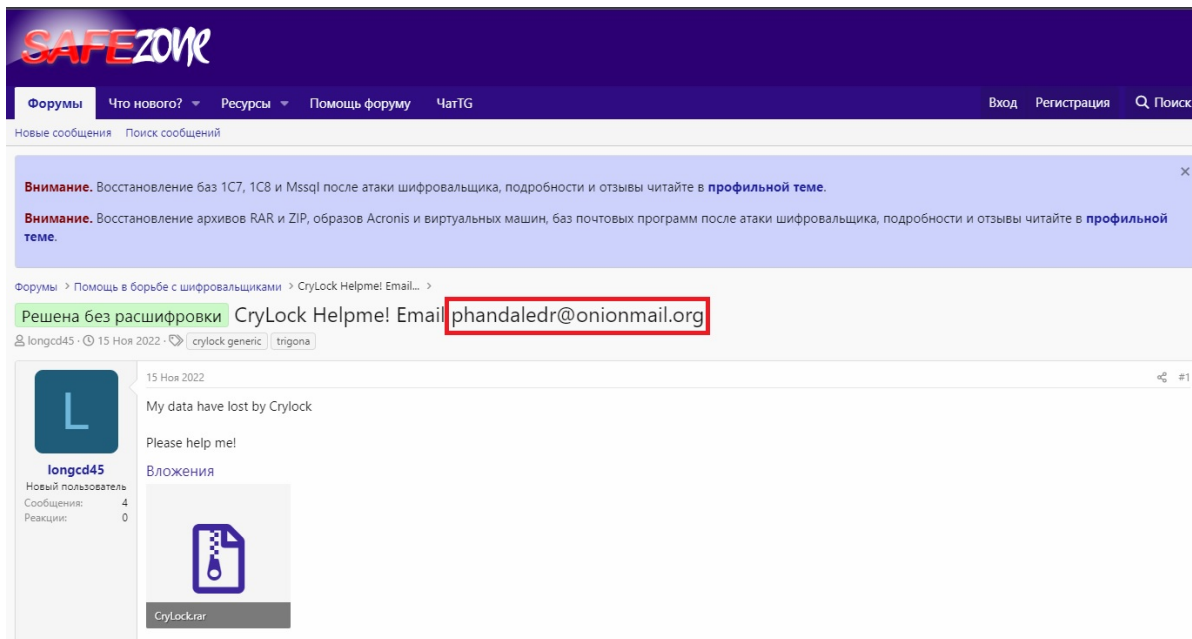 SAFEZONE
Форумы Что нового? Ресурсы Помощь форуму ЧатTG Вход Регистрация Поиск
Новые сообщения Поиск сообщений
Внимание. Восстановление баз 1С7, 1С8 и Mssql после атаки шифровальщика, подробности и отзывы читайте в профильной теме.
Внимание. Восстановление архивов RAR и ZIP, образов Acronis и виртуальных машин, баз почтовых программ после атаки шифровальщика, подробности и отзывы читайте в профильной
теме.
Форумы > Помощь в борьбе с шифровальщиками > CryLock Helpme! Email... >
Решена без расшифровки CryLock Helpme! Email phandaledr@onionmail.org
longcd45 · 15 Ноя 2022 · crylock generic trigona
L
15 Ноя 2022 #1
My data have lost by Crylock
Please help me!
longcd45
Новый пользователь
Сообщения: 4
Реакции: 0
Вложения
CryLock.rar